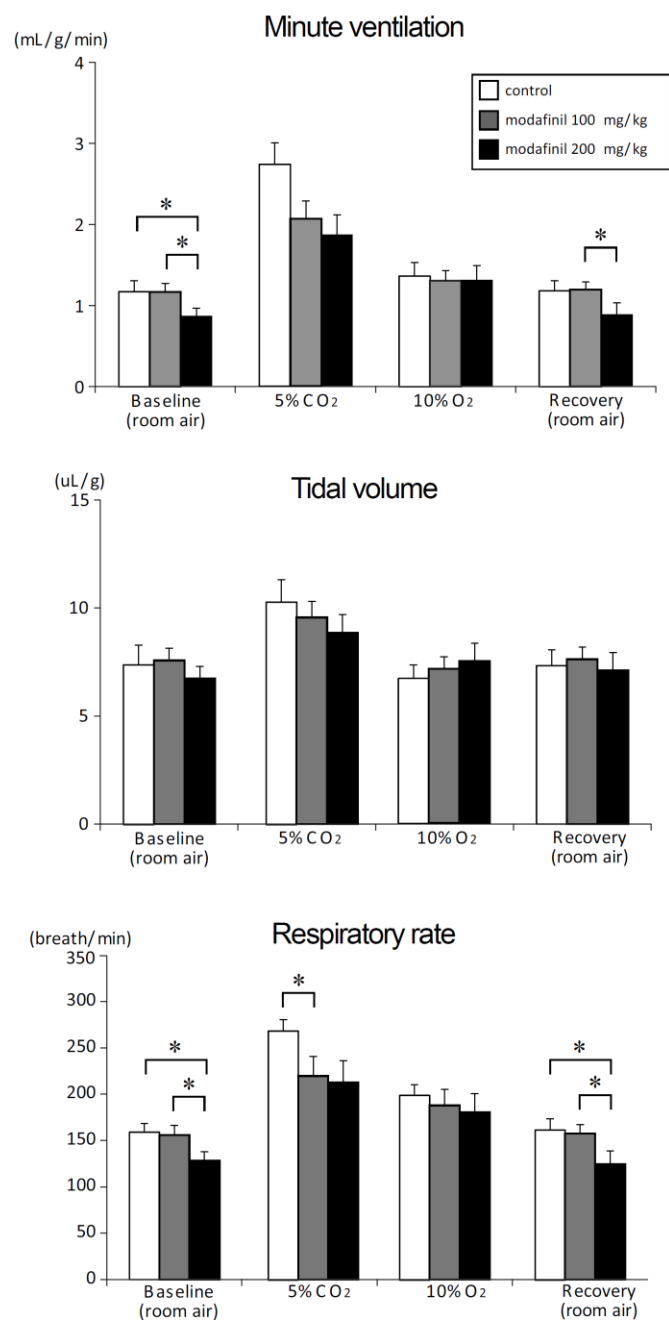 Minute ventilation
(mL/g/min)
4
3
2
1
0
control
modafinil 100 mg/kg
modafinil 200 mg/kg
*
*
*
Baseline
(room air)
5% CO₂
10% O₂
Recovery
(room air)
Tidal volume
(uL/g)
15
10
5
0
Baseline
(room air)
5% CO₂
10% O₂
Recovery
(room air)
Respiratory rate
(breath/min)
350
300
250
200
150
100
50
0
*
*
*
*
*
Baseline
(room air)
5% CO₂
10% O₂
Recovery
(room air)